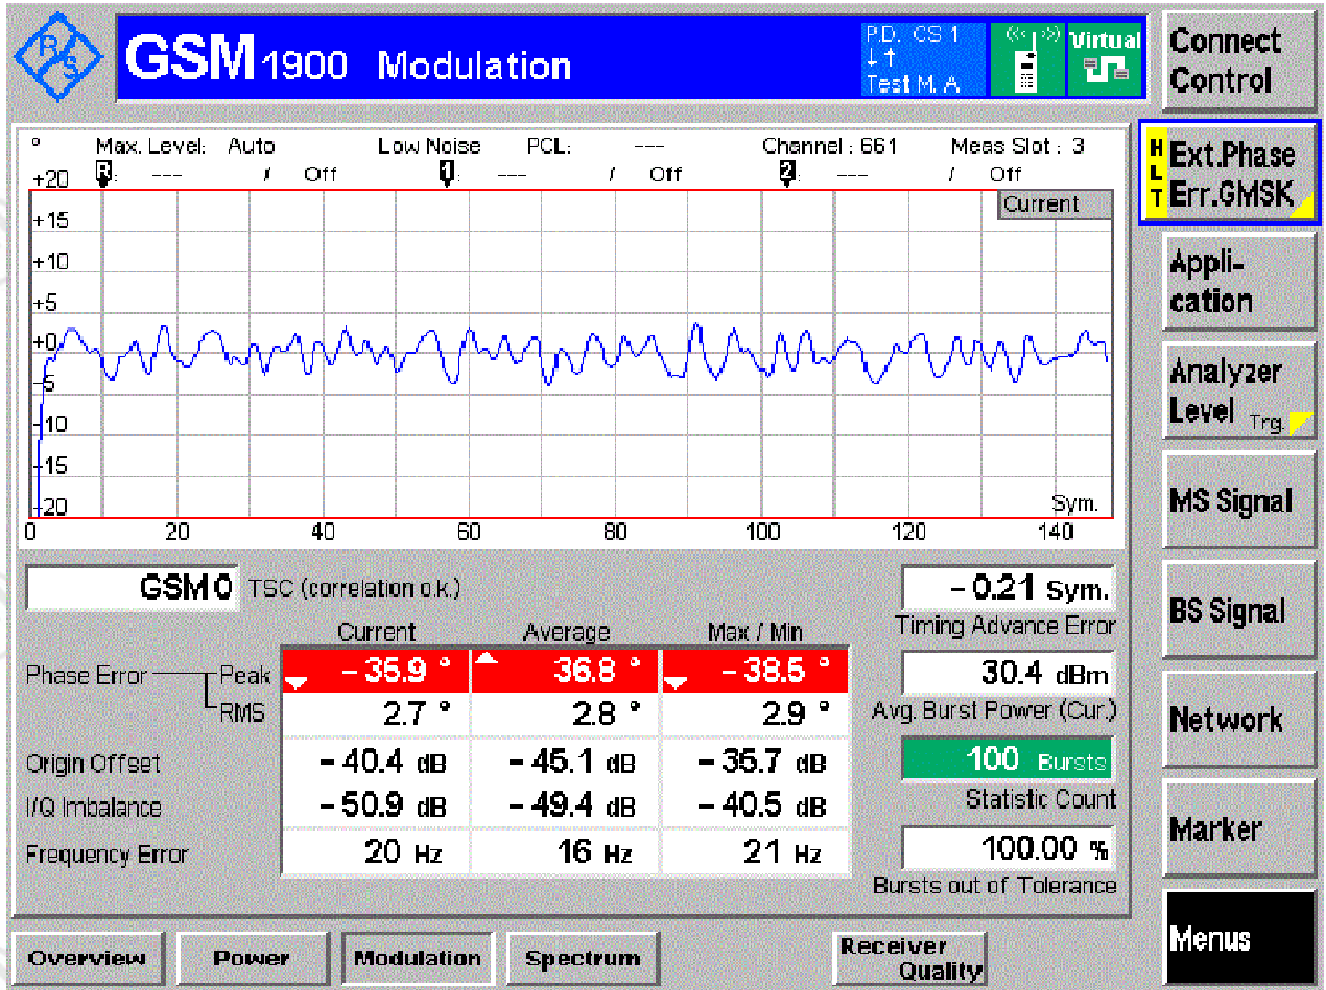 R/S
GSM 1900 Modulation
P.D. CS 1
↓↑
Test M. A.
Virtual
Connect
Control
° Max. Level: Auto Low Noise PCL: --- Channel : 661 Meas Slot : 3
R : --- / Off 1 : --- / Off 2 : --- / Off
+20
Current
+15
+10
+5
+0
-5
-10
-15
-20
Sym.
0 20 40 60 80 100 120 140
GSM 0 TSC (correlation o.k.)
Current Average Max / Min
Phase Error Peak -36.9 ° 36.8 ° -38.5 °
RMS 2.7 ° 2.8 ° 2.9 °
Origin Offset -40.4 dB -45.1 dB -35.7 dB
I/Q Imbalance -50.9 dB -49.4 dB -40.5 dB
Frequency Error 20 Hz 16 Hz 21 Hz
-0.21 Sym.
Timing Advance Error
30.4 dBm
Avg. Burst Power (Cur.)
100 Bursts
Statistic Count
100.00 %
Bursts out of Tolerance
H
L
T
Ext.Phase
Err.GMSK
Appli-
cation
Analyzer
Level Trg.
MS Signal
BS Signal
Network
Marker
Menus
Overview Power Modulation Spectrum Receiver
Quality